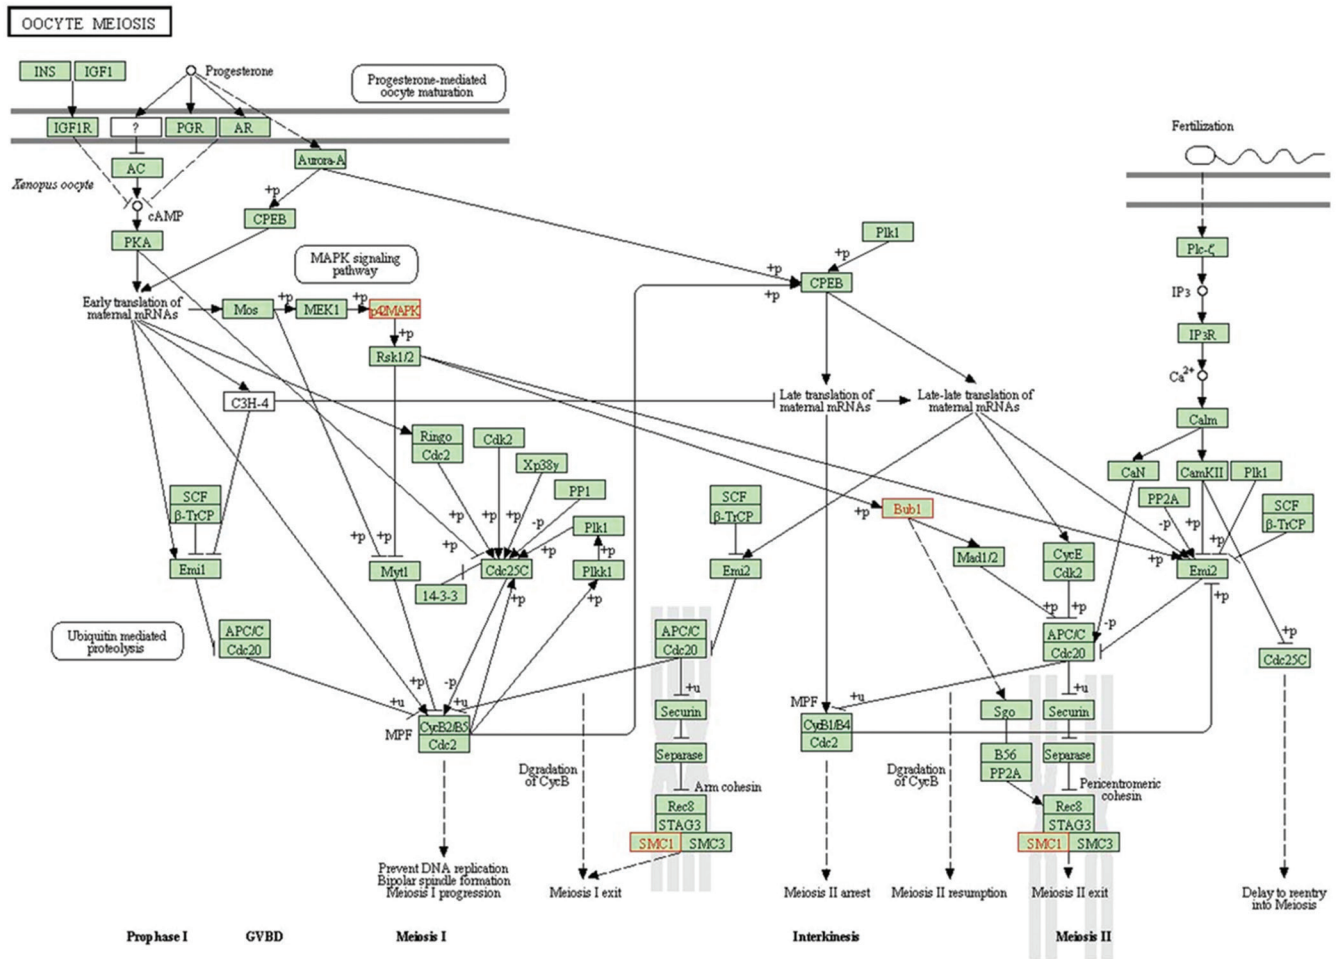 OOCYTE MEIOSIS
INS
IGF1
Progesterone
Progesterone-mediated
oocyte maturation
IGF1R
?
PGR
AR
Fertilization
AC
Aurora-A
Xenopus oocyte
+p
cAMP
CPEB
PKA
Plk1
+p
Plc-ζ
MAPK signaling
pathway
+p
CPEB
+p
IP3
Early translation of
maternal mRNAs
Mos
+p
MEK1
+p
p42MAPK
+p
IP3R
Rsk1/2
Ca2+
C3H-4
Late translation of
maternal mRNAs
Late-late translation of
maternal mRNAs
Calm
Ringo
Cdc2
Cdk2
Xp38γ
PP1
CaN
CamKII
Plk1
SCF
β-TrCP
SCF
β-TrCP
PP2A
SCF
β-TrCP
+p
+p
+p
-p
Plk1
+p
Bub1
-p
+p
+p
+p
+p
+p
+p
Mad1/2
CycE
Cdk2
+p
Emi1
Myt1
Cdc25C
Plkk1
Emi2
Emi2
14-3-3
+p
+p
+p
+p
+p
Ubiquitin mediated
proteolysis
APC/C
Cdc20
APC/C
Cdc20
APC/C
Cdc20
-p
+p
Cdc25C
+p
-p
+u
+u
+u
+u
+u
MPF
CycB2/B5
Cdc2
Securin
MPF
CycB1/B4
Cdc2
Sgo
Securin
Separase
B56
PP2A
Separase
Dgradation
of CycB
Arm cohesin
Dgradation
of CycB
Pericentromeric
cohesin
Rec8
STAG3
SMC1
SMC3
Rec8
STAG3
SMC1
SMC3
Prevent DNA replication
Bipolar spindle formation
Meiosis I progression
Meiosis I exit
Meiosis II arrest
Meiosis II resumption
Meiosis II exit
Delay to reentry
into Meiosis
Prophase I
GVBD
Meiosis I
Interkinesis
Meiosis II